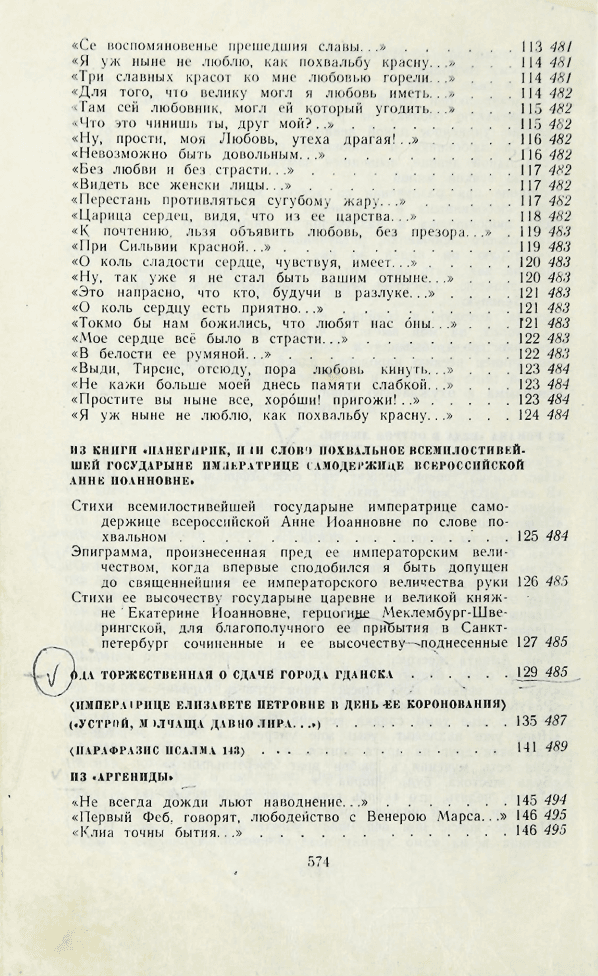 «Се воспоминовенье прешедшия славы. . .» . . . . . . 113 481
«Я уж ныне не люблю, как похвальбу красну. . .» . . . 114 481
«Три славных красот ко мне любовью горели. . .» . . . 114 481
«Для того, что велику могл я любовь иметь. . .» . . . . 114 482
«Там сей любовник, могл ей который угодить. . .» . . . 115 482
«Что это чинишь ты, друг мой? . .» . . . . . . . . . 115 482
«Ну, прости, моя Любовь, утеха драгая! . .» . . . . . 116 482
«Невозможно быть довольным. . .» . . . . . . . . . 116 482
«Без любви и без страсти. . .» . . . . . . . . . . . 117 482
«Видеть все женски лицы. . .» . . . . . . . . . . . 117 482
«Перестань противляться сугубому жару. . .» . . . . . 117 482
«Царица сердец, видя, что из ее царства. . .» . . . . . 118 482
«К почтению, льзя объявить любовь, без презора. . .» . 119 483
«При Сильвии красной. . .» . . . . . . . . . . . . 119 483
«О коль сладости сердце, чувствуя, имеет. . .» . . . . . 120 483
«Ну, так уже я не стал быть вашим отныне. . .» . . . . 120 483
«Это напрасно, что кто, будучи в разлуке. . .» . . . . 121 483
«О коль сердцу есть приятно. . .» . . . . . . . . . 121 483
«Токмо бы нам божились, что любят нас о́ны. . .» . . . 121 483
«Мое сердце всё было в страсти. . .» . . . . . . . . 122 483
«В белости ее румяной. . .» . . . . . . . . . . . . 122 483
«Выди, Тирсис, отсюду, пора любовь кинуть. . .» . . . 123 484
«Не кажи больше моей днесь памяти слабкой. . .» . . . 123 484
«Простите вы ныне все, хоро́ши! пригожи! . .» . . . . 123 484
«Я уж ныне не люблю, как похвальбу красну. . .» . . . 124 484
ИЗ КНИГИ «ПАНЕГИРИК, ИЛИ СЛОВО ПОХВАЛЬНОЕ ВСЕМИЛОСТИВЕЙ-
ШЕЙ ГОСУДАРЫНЕ ИМПЕРАТРИЦЕ САМОДЕРЖИЦЕ ВСЕРОССИЙСКОЙ
АННЕ ИОАННОВНЕ»
Стихи всемилостивейшей государыне императрице само-
держице всероссийской Анне Иоанновне по слове по-
хвальном . . . . . . . . . . . . . . . . . 125 484
Эпиграмма, произнесенная пред ее императорским вели-
чеством, когда впервые сподобился я быть допущен
до священнейшия ее императорского величества руки 126 485
Стихи ее высочеству государыне царевне и великой княж-
не Екатерине Иоанновне, герцогине Меклембург-Шве-
рингской, для благополучного ее прибытия в Санкт-
петербург сочиненные и ее высочеству поднесенные 127 485
ОДА ТОРЖЕСТВЕННАЯ О СДАЧЕ ГОРОДА ГДАНСКА . . . . . . 129 485
〈ИМПЕРАТРИЦЕ ЕЛИЗАВЕТЕ ПЕТРОВНЕ В ДЕНЬ ЕЕ КОРОНОВАНИЯ〉
(«УСТРОЙ, МОЛЧАЩА ДАВНО ЛИРА. . .») . . . . . . . . . 135 487
〈ПАРАФРАЗИС ПСАЛМА 143〉 . . . . . . . . . . . . . 141 489
ИЗ «АРГЕНИДЫ»
«Не всегда дожди льют наводнение. . .» . . . . . . . 145 494
«Первый Феб, говорят, любодейство с Венерою Марса. . .» 146 495
«Клиа точны бытия. . .» . . . . . . . . . . . . . 146 495
574